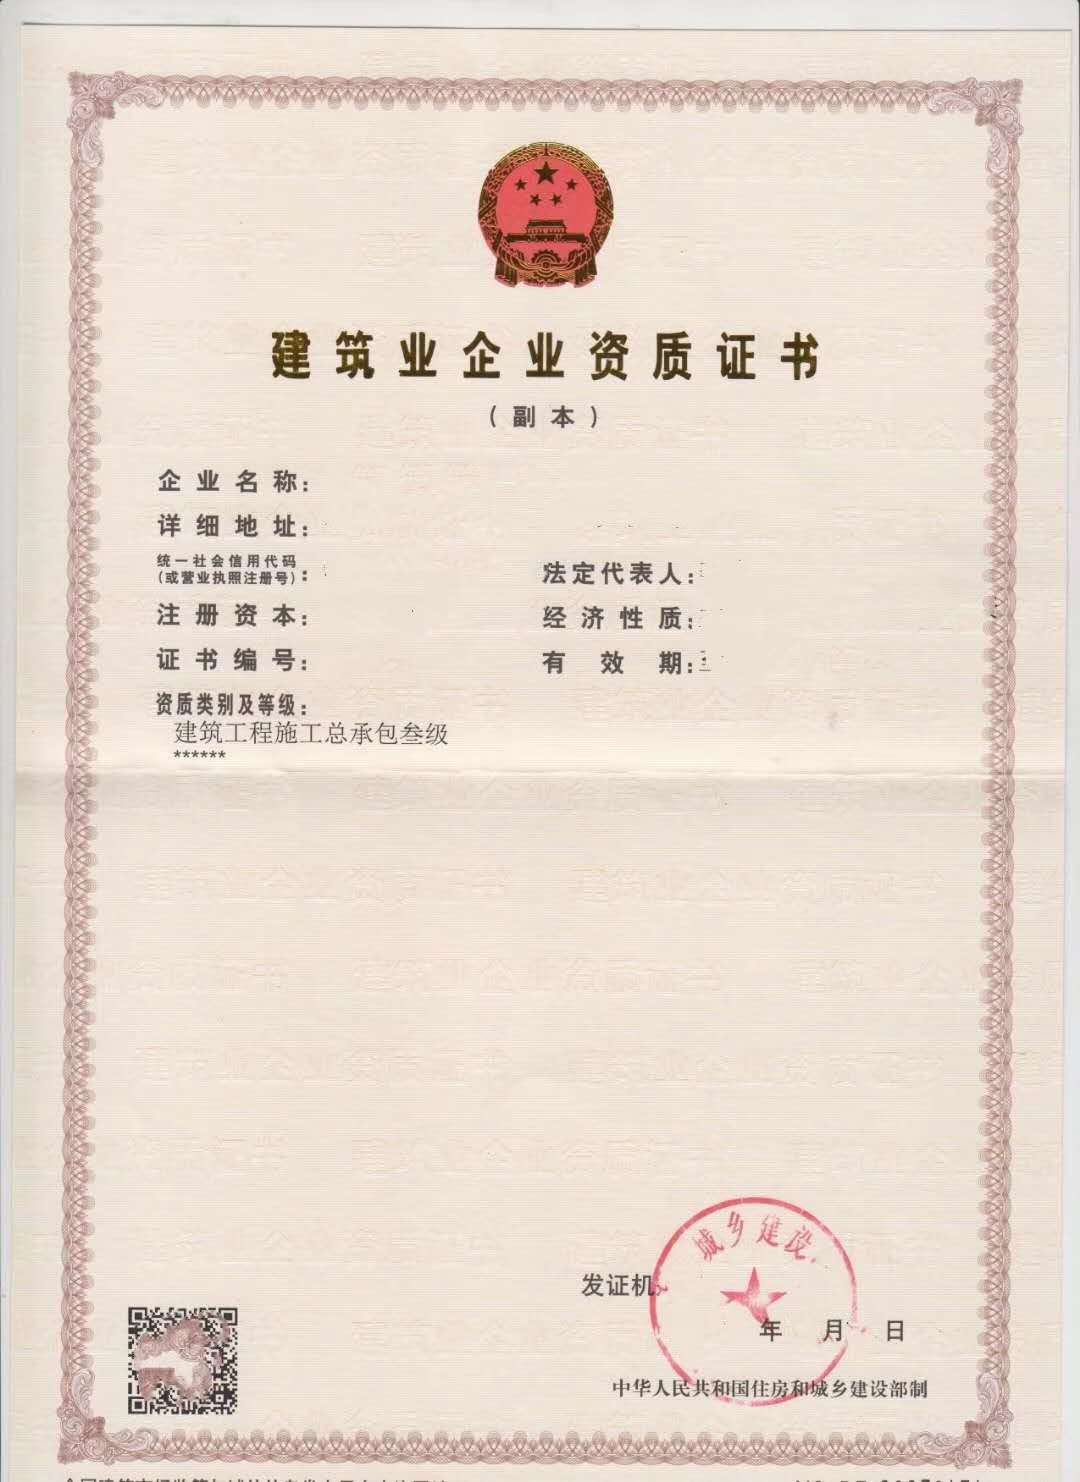 建筑业企业资质证书
(副本)
企业名称:
详细地址:
统一社会信用代码
(或营业执照注册号):
法定代表人:
注册资本:
经济性质:
证书编号:
有效期:
资质类别及等级:
建筑工程施工总承包叁级
******
城乡建设
发证机
年 月 日
中华人民共和国住房和城乡建设部制